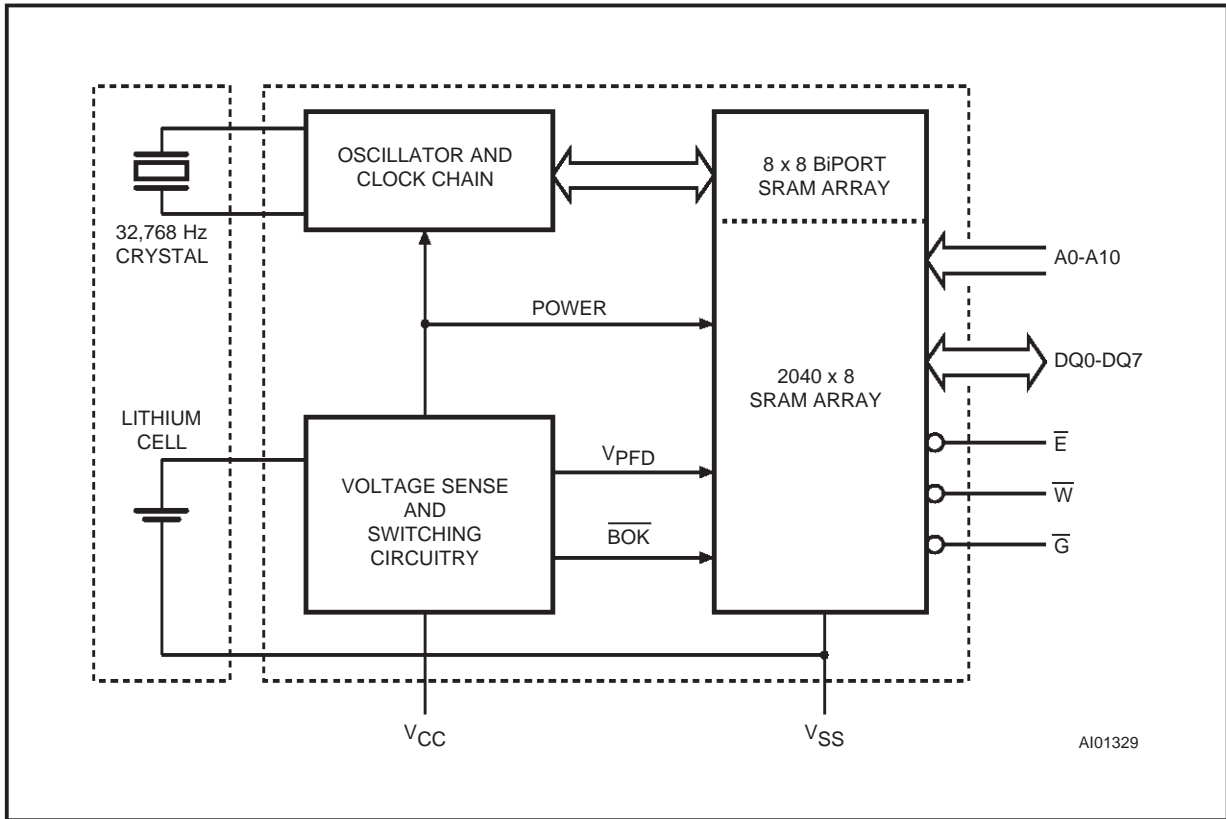 OSCILLATOR AND
CLOCK CHAIN
8 x 8 BiPORT
SRAM ARRAY
32,768 Hz
CRYSTAL
A0-A10
POWER
DQ0-DQ7
2040 x 8
SRAM ARRAY
LITHIUM
CELL
VPFD
E̅
VOLTAGE SENSE
AND
SWITCHING
CIRCUITRY
W̅
B̅O̅K̅
G̅
VCC
VSS
AI01329